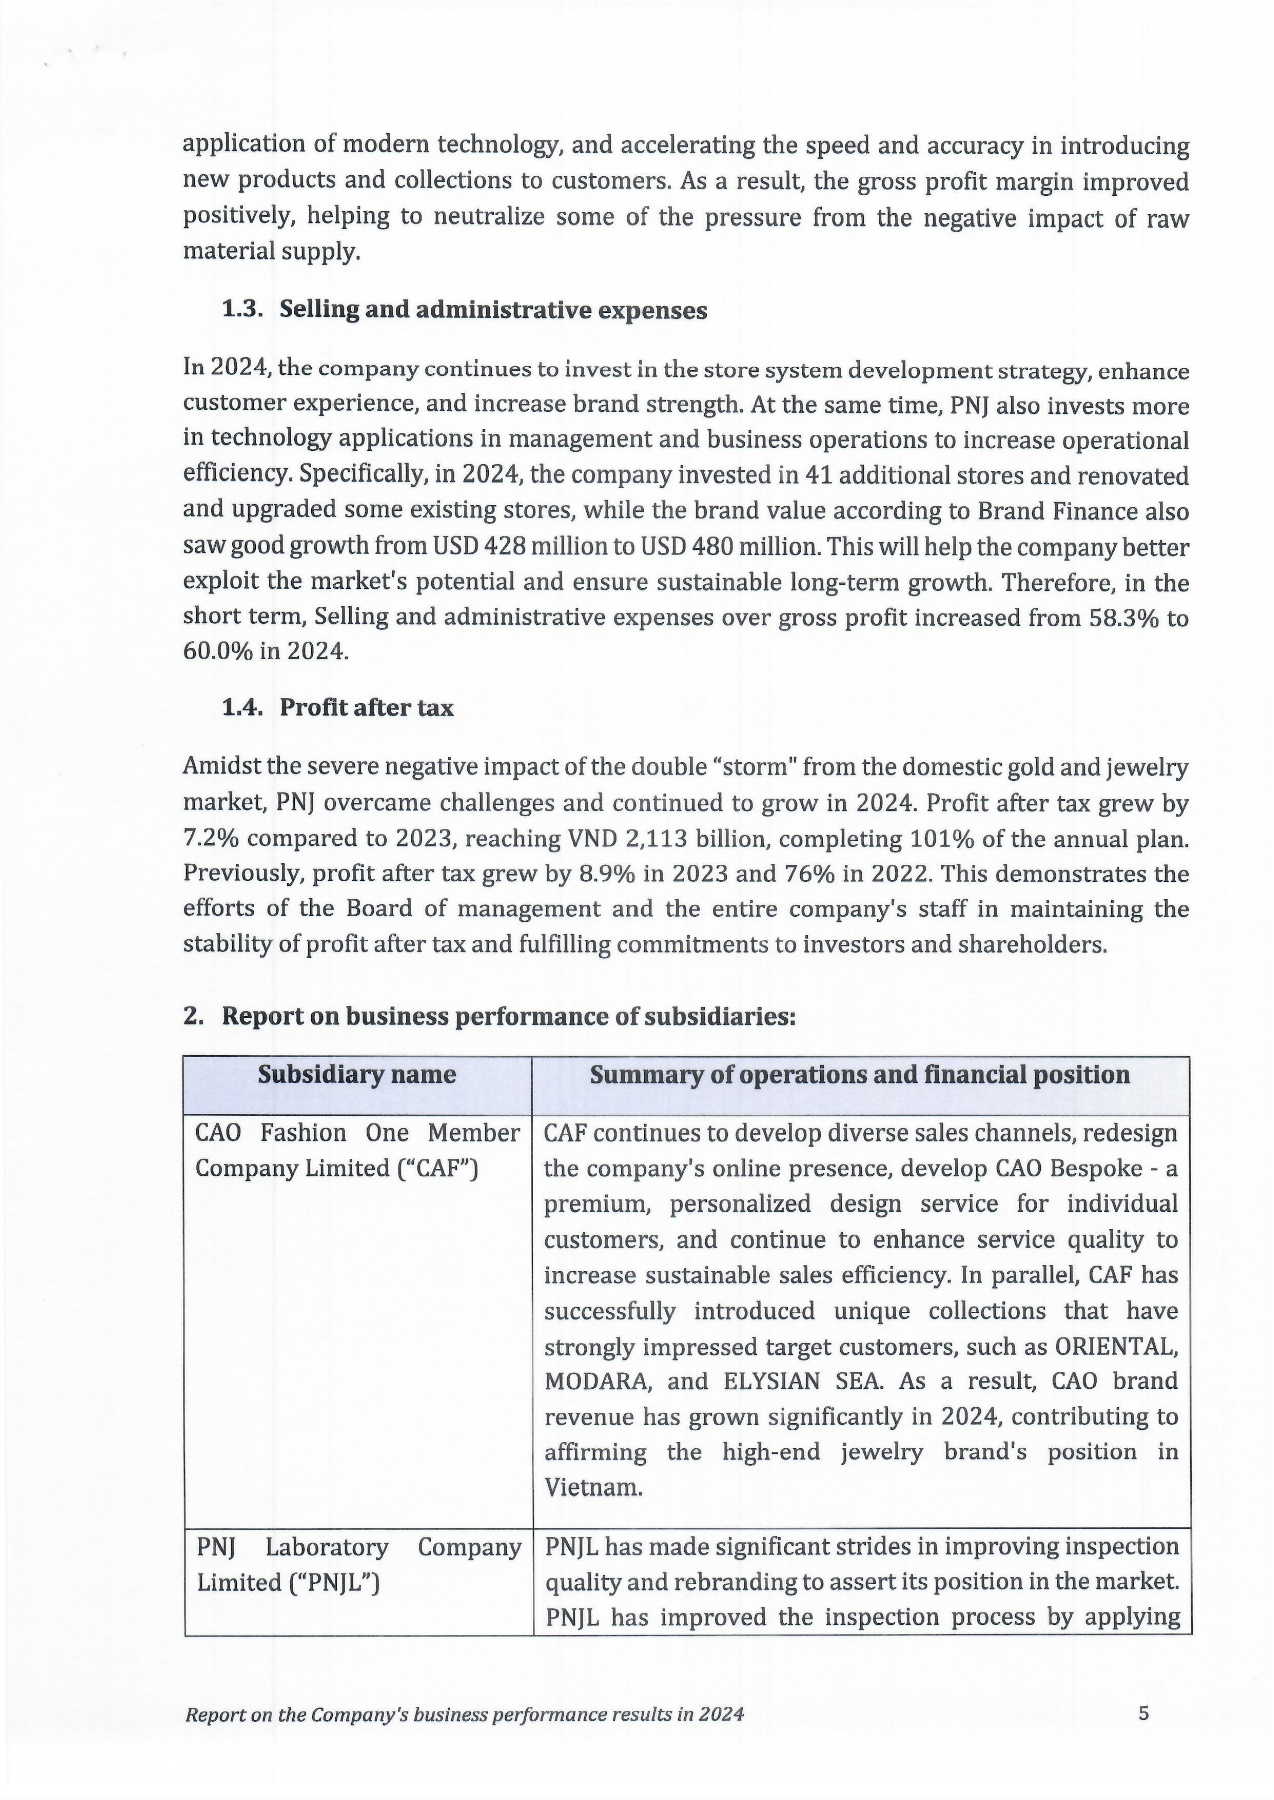 application of modern technology, and accelerating the speed and accuracy in introducing
new products and collections to customers. As a result, the gross profit margin improved
positively, helping to neutralize some of the pressure from the negative impact of raw
material supply.
1.3. Selling and administrative expenses
In 2024, the company continues to invest in the store system development strategy, enhance
customer experience, and increase brand strength. At the same time, PNJ also invests more
in technology applications in management and business operations to increase operational
efficiency. Specifically, in 2024, the company invested in 41 additional stores and renovated
and upgraded some existing stores, while the brand value according to Brand Finance also
saw good growth from USD 428 million to USD 480 million. This will help the company better
exploit the market's potential and ensure sustainable long-term growth. Therefore, in the
short term, Selling and administrative expenses over gross profit increased from 58.3% to
60.0% in 2024.
1.4. Profit after tax
Amidst the severe negative impact of the double “storm" from the domestic gold and jewelry
market, PNJ overcame challenges and continued to grow in 2024. Profit after tax grew by
7.2% compared to 2023, reaching VND 2,113 billion, completing 101% of the annual plan.
Previously, profit after tax grew by 8.9% in 2023 and 76% in 2022. This demonstrates the
efforts of the Board of management and the entire company's staff in maintaining the
stability of profit after tax and fulfilling commitments to investors and shareholders.
2. Report on business performance of subsidiaries:
Subsidiary name
Summary of operations and financial position
CAO Fashion One Member
Company Limited (“CAF”)
CAF continues to develop diverse sales channels, redesign
the company's online presence, develop CAO Bespoke - a
premium, personalized design service for individual
customers, and continue to enhance service quality to
increase sustainable sales efficiency. In parallel, CAF has
successfully introduced unique collections that have
strongly impressed target customers, such as ORIENTAL,
MODARA, and ELYSIAN SEA. As a result, CAO brand
revenue has grown significantly in 2024, contributing to
affirming the high-end jewelry brand's position in
Vietnam.
PNJ Laboratory Company
Limited (“PNJL”)
PNJL has made significant strides in improving inspection
quality and rebranding to assert its position in the market.
PNJL has improved the inspection process by applying
Report on the Company's business performance results in 2024
5